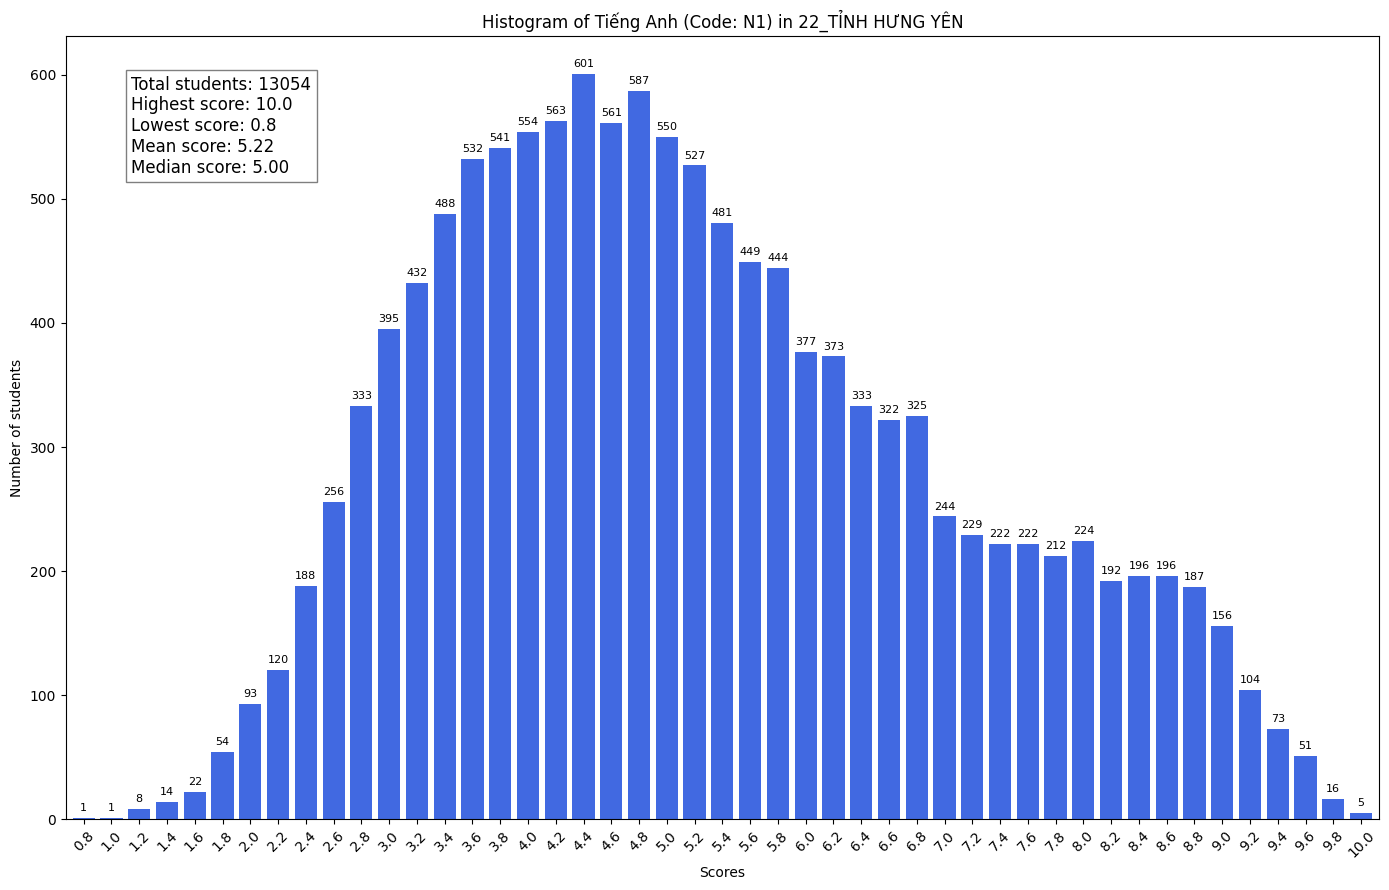 Histogram of Tiếng Anh (Code: N1) in 22_TỈNH HƯNG YÊN
Total students: 13054
Highest score: 10.0
Lowest score: 0.8
Mean score: 5.22
Median score: 5.00
Number of students
600
500
400
300
200
100
0
1 1 8 14 22 54 93 120 188 256 333 395 432 488 532 541 554 563 601 561 587 550 527 481 449 444 377 373 333 322 325 244 229 222 222 212 224 192 196 196 187 156 104 73 51 16 5
0.8 1.0 1.2 1.4 1.6 1.8 2.0 2.2 2.4 2.6 2.8 3.0 3.2 3.4 3.6 3.8 4.0 4.2 4.4 4.6 4.8 5.0 5.2 5.4 5.6 5.8 6.0 6.2 6.4 6.6 6.8 7.0 7.2 7.4 7.6 7.8 8.0 8.2 8.4 8.6 8.8 9.0 9.2 9.4 9.6 9.8 10.0
Scores